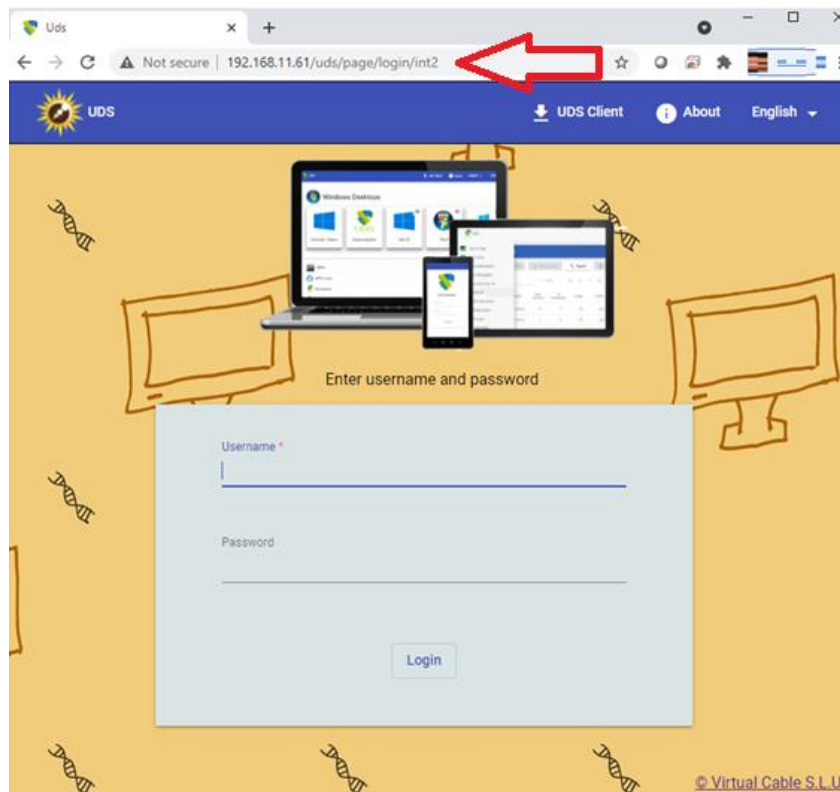 Uds
Not secure | 192.168.11.61/uds/page/login/int2
UDS
UDS Client
About
English
Windows Desktops
Enter username and password
Username *
Password
Login
© Virtual Cable S.L.U